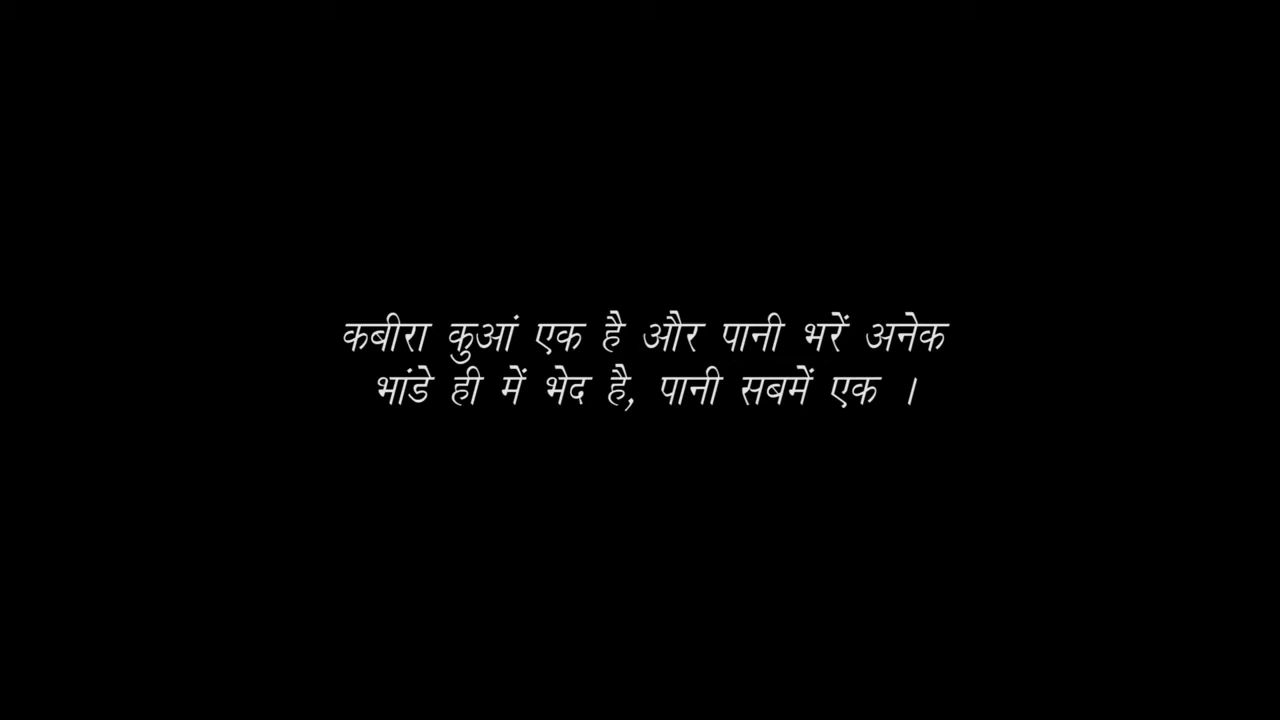 कबीरा कुआं एक है और पानी भरें अनेक
भांडे ही में भेद है, पानी सबमें एक ।